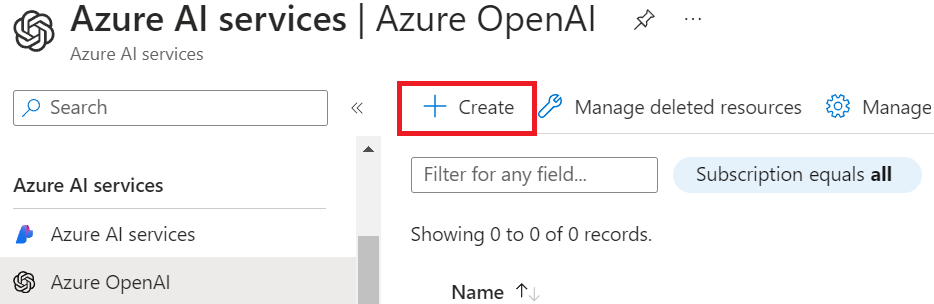 Azure AI services | Azure OpenAI
Azure AI services
Search
Create
Manage deleted resources
Manage
Filter for any field...
Subscription equals all
Azure AI services
Showing 0 to 0 of 0 records.
Azure AI services
Azure OpenAI
Name